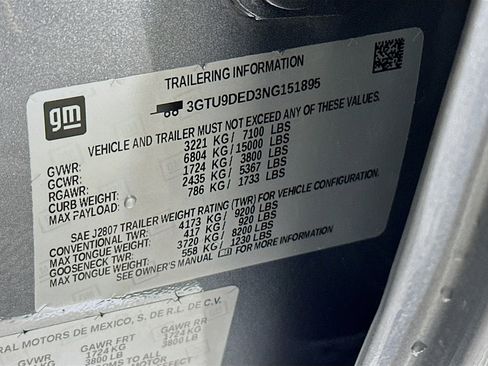 TRAILERING INFORMATION
gm
3GTU9DED3NG151895
VEHICLE AND TRAILER MUST NOT EXCEED ANY OF THESE WEIGHTS
GVWR: 3221 KG/ 7100 LBS
GCWR: 6804 KG/ 15000 LBS
RGAWR: 1724 KG/ 3800 LBS
CURB WEIGHT: 2435 KG/ 5367 LBS
MAX PAYLOAD: 786 KG/ 1733 LBS
SAE J2807 TRAILER WEIGHT RATING (TWR) FOR VEHICLE CONFIGURATION.
CONVENTIONAL TWR: 4173 KG/ 9200 LBS
MAX TONGUE WEIGHT: 417 KG/ 920 LBS
GOOSENECK TWR: 3720 KG/ 8200 LBS
MAX TONGUE WEIGHT: 558 KG/ 1230 LBS
SEE OWNER'S MANUAL FOR MORE INFORMATION
RAL MOTORS DE MEXICO, S. DE R.L. DE C.V.
GVWR GAWR FRT GAWR RR
KG 1724 KG 1724 KG
LB 3800 LB 3800 LB